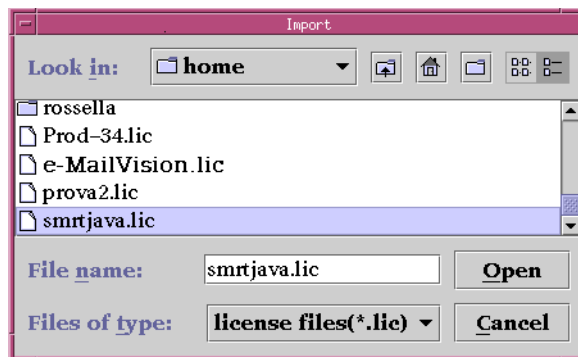 Import
Look in: home
rossella
Prod-34.lic
e-MailVision.lic
prova2.lic
smrtjava.lic
File name: smrtjava.lic Open
Files of type: license files(*.lic) Cancel